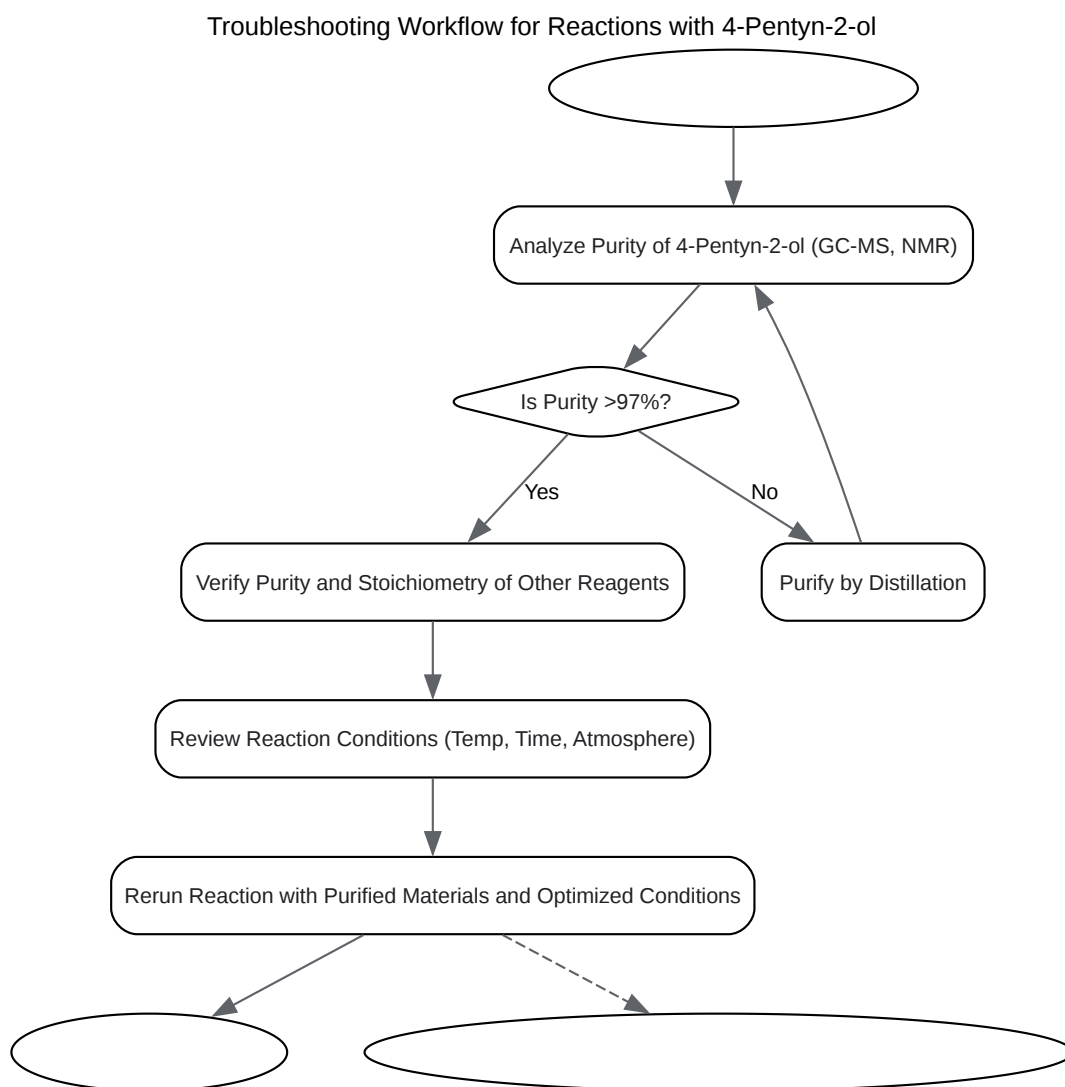 Troubleshooting Workflow for Reactions with 4-Pentyn-2-ol
Analyze Purity of 4-Pentyn-2-ol (GC-MS, NMR)
Is Purity >97%?
Yes
No
Verify Purity and Stoichiometry of Other Reagents
Purify by Distillation
Review Reaction Conditions (Temp, Time, Atmosphere)
Rerun Reaction with Purified Materials and Optimized Conditions